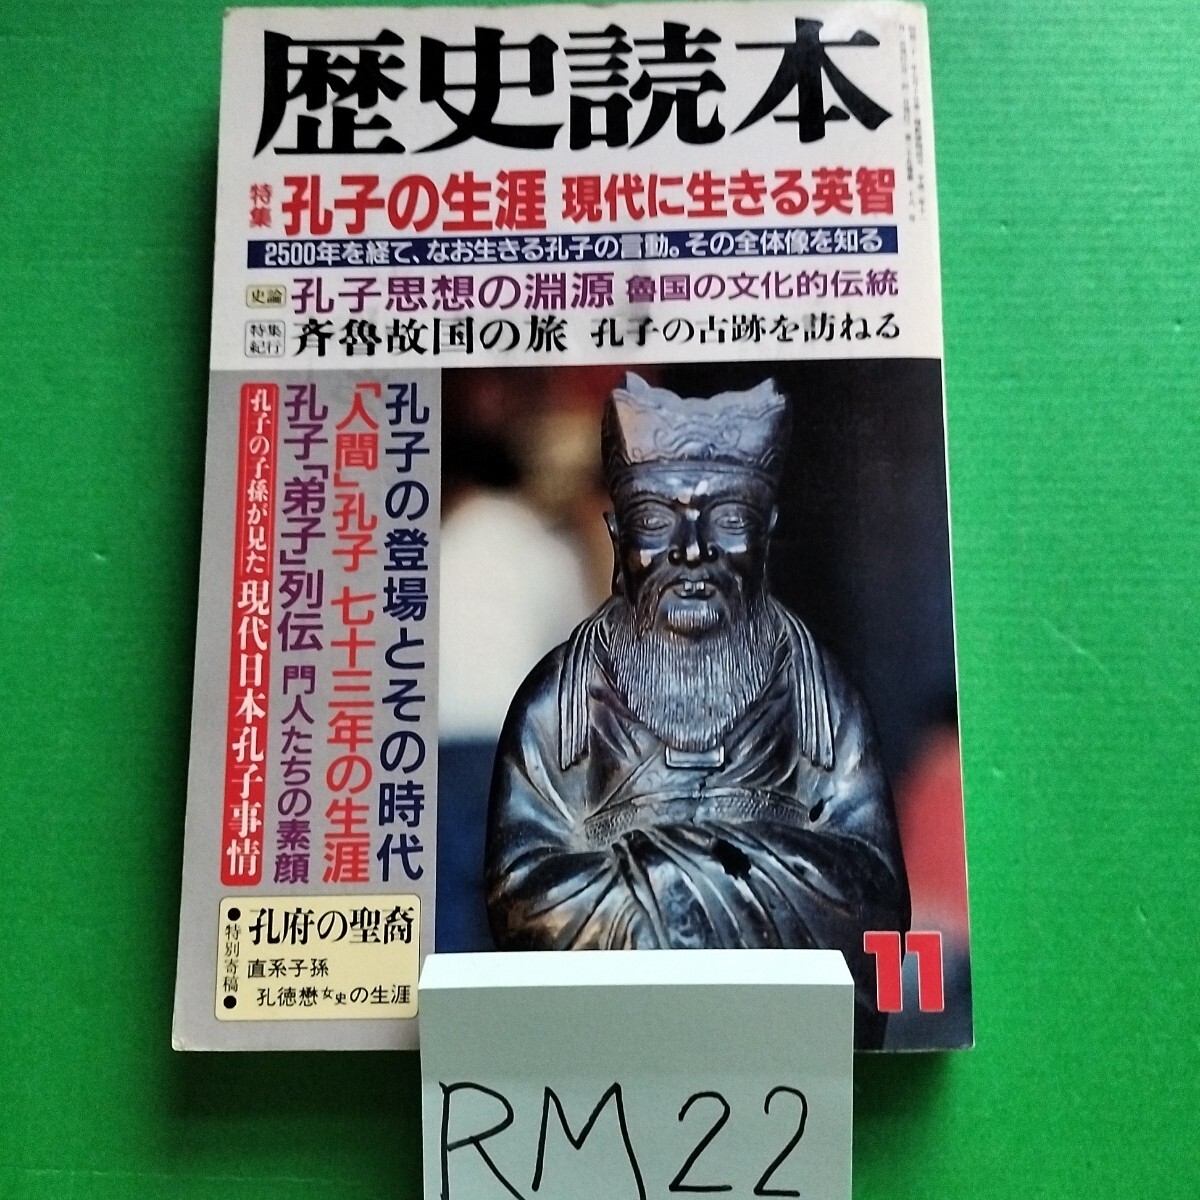 歴史読本
特集
孔子の生涯 現代に生きる英智
2500年を経て、なお生きる孔子の言動。その全体像を知る
史論 孔子思想の淵源 魯国の文化的伝統
特集紀行 斉魯故国の旅 孔子の古跡を訪ねる
孔子の登場とその時代
「人間」孔子 七十三年の生涯
孔子「弟子」列伝 門人たちの素顔
孔子の子孫が見た 現代日本孔子事情
●特別寄稿●
孔府の聖裔
直系子孫
孔徳懋女史の生涯
11
RM22